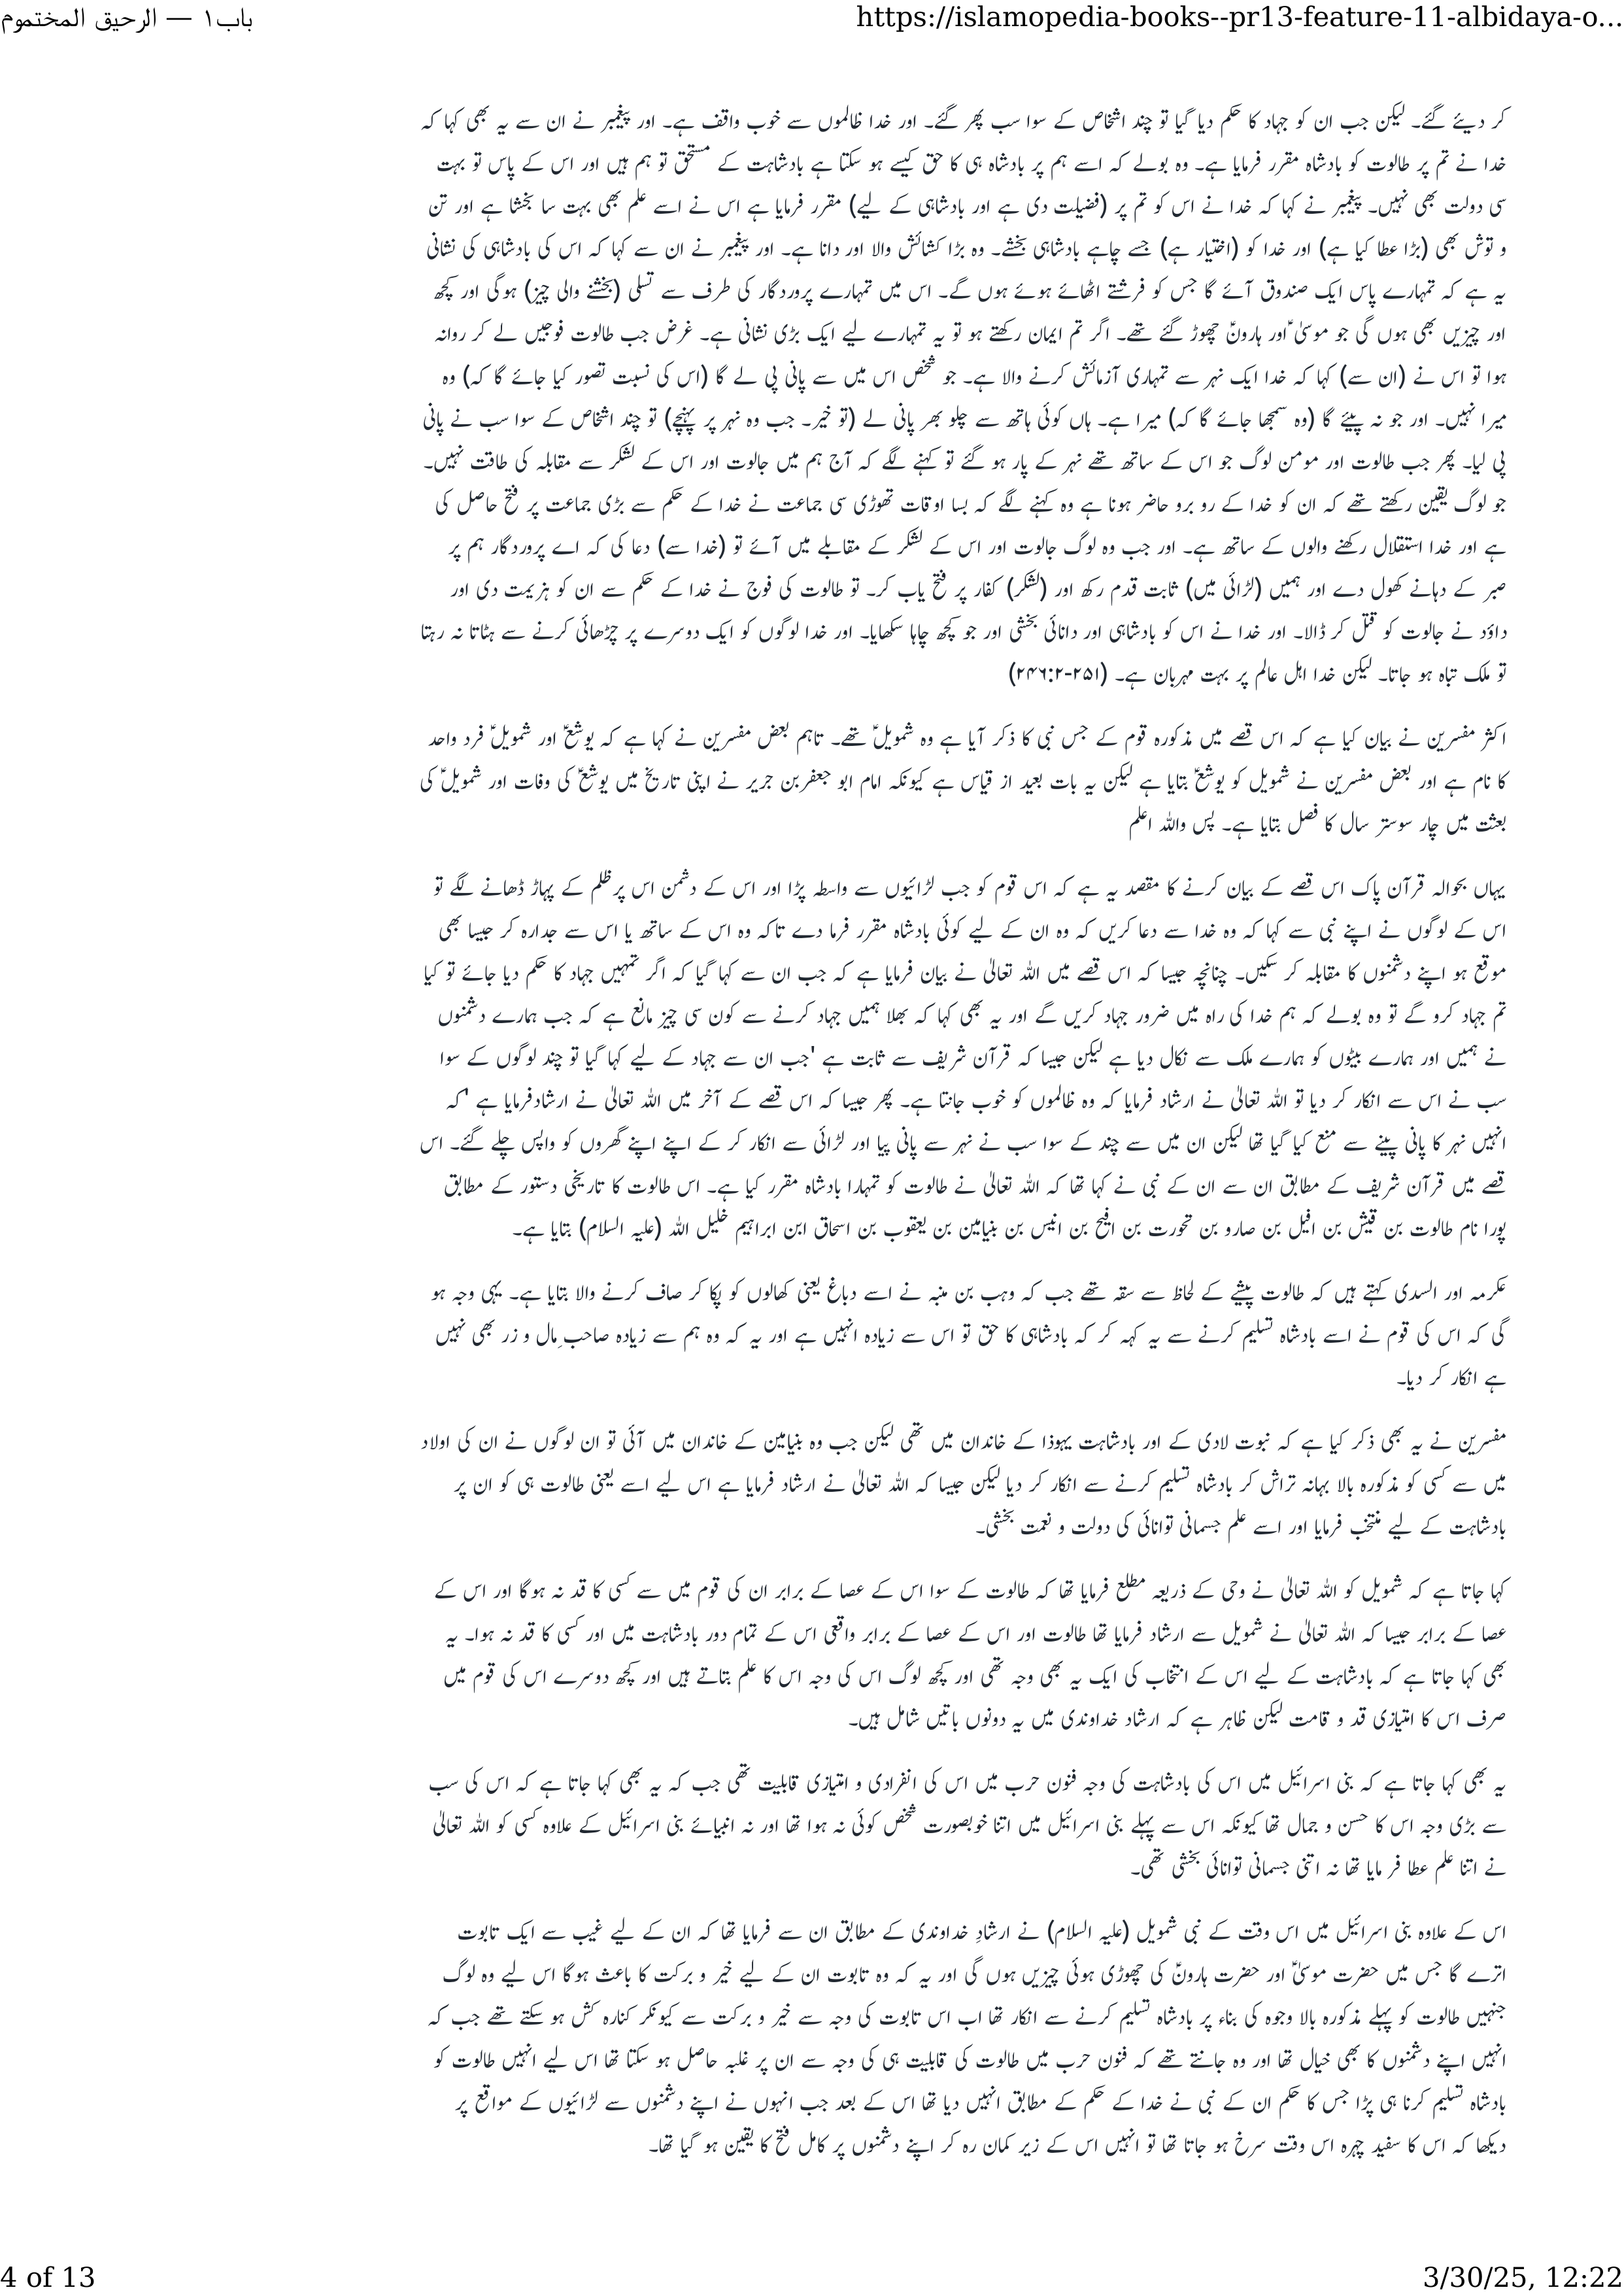 باب۱ — الرحیق المختموم
https://islamopedia-books--pr13-feature-11-albidaya-o...
کر دیئے گئے۔ لیکن جب ان کو جہاد کا حکم دیا گیا تو چند اشخاص کے سوا سب پھر گئے۔ اور خدا ظالموں سے خوب واقف ہے۔ اور پیغمبر نے ان سے یہ بھی کہا کہ
خدا نے تم پر طالوت کو بادشاہ مقرر فرمایا ہے۔ وہ بولے کہ اسے ہم پر بادشاہ ہی کا حق کیسے ہو سکتا ہے بادشاہت کے مستحق تو ہم ہیں اور اس کے پاس تو بہت
سی دولت بھی نہیں۔ پیغمبر نے کہا کہ خدا نے اس کو تم پر (فضیلت دی ہے اور بادشاہی کے لیے) مقرر فرمایا ہے اس نے اسے علم بھی بہت سا بخشا ہے اور تن
و توش بھی (بڑا عطا کیا ہے) اور خدا کو (اختیار ہے) جسے چاہے بادشاہی بخشے۔ وہ بڑا کشائش والا اور دانا ہے۔ اور پیغمبر نے ان سے کہا کہ اس کی بادشاہی کی نشانی
یہ ہے کہ تمہارے پاس ایک صندوق آئے گا جس کو فرشتے اٹھائے ہوئے ہوں گے۔ اس میں تمہارے پروردگار کی طرف سے تسلی (بخشنے والی چیز) ہوگی اور کچھ
اور چیزیں بھی ہوں گی جو موسیٰ ؑاور ہارونؑ چھوڑ گئے تھے۔ اگر تم ایمان رکھتے ہو تو یہ تمہارے لیے ایک بڑی نشانی ہے۔ غرض جب طالوت فوجیں لے کر روانہ
ہوا تو اس نے (ان سے) کہا کہ خدا ایک نہر سے تمہاری آزمائش کرنے والا ہے۔ جو شخص اس میں سے پانی پی لے گا (اس کی نسبت تصور کیا جائے گا کہ) وہ
میرا نہیں۔ اور جو نہ پیئے گا (وہ سمجھا جائے گا کہ) میرا ہے۔ ہاں کوئی ہاتھ سے چلو بھر پانی لے (تو خیر۔ جب وہ نہر پر پہنچے) تو چند اشخاص کے سوا سب نے پانی
پی لیا۔ پھر جب طالوت اور مومن لوگ جو اس کے ساتھ تھے نہر کے پار ہو گئے تو کہنے لگے کہ آج ہم میں جالوت اور اس کے لشکر سے مقابلہ کی طاقت نہیں۔
جو لوگ یقین رکھتے تھے کہ ان کو خدا کے رو برو حاضر ہونا ہے وہ کہنے لگے کہ بسا اوقات تھوڑی سی جماعت نے خدا کے حکم سے بڑی جماعت پر فتح حاصل کی
ہے اور خدا استقلال رکھنے والوں کے ساتھ ہے۔ اور جب وہ لوگ جالوت اور اس کے لشکر کے مقابلے میں آئے تو (خدا سے) دعا کی کہ اے پروردگار ہم پر
صبر کے دہانے کھول دے اور ہمیں (لڑائی میں) ثابت قدم رکھ اور (لشکر) کفار پر فتح یاب کر۔ تو طالوت کی فوج نے خدا کے حکم سے ان کو ہزیمت دی اور
داؤد نے جالوت کو قتل کر ڈالا۔ اور خدا نے اس کو بادشاہی اور دانائی بخشی اور جو کچھ چاہا سکھایا۔ اور خدا لوگوں کو ایک دوسرے پر چڑھائی کرنے سے ہٹاتا نہ رہتا
تو ملک تباہ ہو جاتا۔ لیکن خدا اہل عالم پر بہت مہربان ہے۔ (۲۵۱-۲۴۶:۲)
اکثر مفسرین نے بیان کیا ہے کہ اس قصے میں مذکورہ قوم کے جس نبی کا ذکر آیا ہے وہ شمویلؑ تھے۔ تاہم بعض مفسرین نے کہا ہے کہ یوشعؑ اور شمویلؑ فرد واحد
کا نام ہے اور بعض مفسرین نے شمویل کو یوشعؑ بتایا ہے لیکن یہ بات بعید از قیاس ہے کیونکہ امام ابو جعفربن جریر نے اپنی تاریخ میں یوشعؑ کی وفات اور شمویلؑ کی
بعثت میں چار سوستر سال کا فصل بتایا ہے۔ پس واللہ اعلم
یہاں بحوالہ قرآن پاک اس قصے کے بیان کرنے کا مقصد یہ ہے کہ اس قوم کو جب لڑائیوں سے واسطہ پڑا اور اس کے دشمن اس پرظلم کے پہاڑ ڈھانے لگے تو
اس کے لوگوں نے اپنے نبی سے کہا کہ وہ خدا سے دعا کریں کہ وہ ان کے لیے کوئی بادشاہ مقرر فرما دے تاکہ وہ اس کے ساتھ یا اس سے جدارہ کر جیسا بھی
موقع ہو اپنے دشمنوں کا مقابلہ کر سکیں۔ چنانچہ جیسا کہ اس قصے میں اللہ تعالیٰ نے بیان فرمایا ہے کہ جب ان سے کہا گیا کہ اگر تمہیں جہاد کا حکم دیا جائے تو کیا
تم جہاد کرو گے تو وہ بولے کہ ہم خدا کی راہ میں ضرور جہاد کریں گے اور یہ بھی کہا کہ بھلا ہمیں جہاد کرنے سے کون سی چیز مانع ہے کہ جب ہمارے دشمنوں
نے ہمیں اور ہمارے بیٹوں کو ہمارے ملک سے نکال دیا ہے لیکن جیسا کہ قرآن شریف سے ثابت ہے 'جب ان سے جہاد کے لیے کہا گیا تو چند لوگوں کے سوا
سب نے اس سے انکار کر دیا تو اللہ تعالیٰ نے ارشاد فرمایا کہ وہ ظالموں کو خوب جانتا ہے۔ پھر جیسا کہ اس قصے کے آخر میں اللہ تعالیٰ نے ارشادفرمایا ہے 'کہ
انہیں نہر کا پانی پینے سے منع کیا گیا تھا لیکن ان میں سے چند کے سوا سب نے نہر سے پانی پیا اور لڑائی سے انکار کر کے اپنے اپنے گھروں کو واپس چلے گئے۔ اس
قصے میں قرآن شریف کے مطابق ان سے ان کے نبی نے کہا تھا کہ اللہ تعالیٰ نے طالوت کو تمہارا بادشاہ مقرر کیا ہے۔ اس طالوت کا تاریخی دستور کے مطابق
پورا نام طالوت بن قیش بن افیل بن صارو بن تحورت بن افیح بن انیس بن بنیامین بن یعقوب بن اسحاق ابن ابراہیم خلیل اللہ (علیہ السلام) بتایا ہے۔
عکرمہ اور السدی کہتے ہیں کہ طالوت پیشے کے لحاظ سے سقہ تھے جب کہ وہب بن منبہ نے اسے دباغ یعنی کھالوں کو پکا کر صاف کرنے والا بتایا ہے۔ یہی وجہ ہو
گی کہ اس کی قوم نے اسے بادشاہ تسلیم کرنے سے یہ کہہ کر کہ بادشاہی کا حق تو اس سے زیادہ انہیں ہے اور یہ کہ وہ ہم سے زیادہ صاحبِ مال و زر بھی نہیں
ہے انکار کر دیا۔
مفسرین نے یہ بھی ذکر کیا ہے کہ نبوت لادی کے اور بادشاہت یہوذا کے خاندان میں تھی لیکن جب وہ بنیامین کے خاندان میں آئی تو ان لوگوں نے ان کی اولاد
میں سے کسی کو مذکورہ بالا بہانہ تراش کر بادشاہ تسلیم کرنے سے انکار کر دیا لیکن جیسا کہ اللہ تعالیٰ نے ارشاد فرمایا ہے اس لیے اسے یعنی طالوت ہی کو ان پر
بادشاہت کے لیے منتخب فرمایا اور اسے علم جسمانی توانائی کی دولت و نعمت بخشی۔
کہا جاتا ہے کہ شمویل کو اللہ تعالیٰ نے وحی کے ذریعہ مطلع فرمایا تھا کہ طالوت کے سوا اس کے عصا کے برابر ان کی قوم میں سے کسی کا قد نہ ہوگا اور اس کے
عصا کے برابر جیسا کہ اللہ تعالیٰ نے شمویل سے ارشاد فرمایا تھا طالوت اور اس کے عصا کے برابر واقعی اس کے تمام دور بادشاہت میں اور کسی کا قد نہ ہوا۔ یہ
بھی کہا جاتا ہے کہ بادشاہت کے لیے اس کے انتخاب کی ایک یہ بھی وجہ تھی اور کچھ لوگ اس کی وجہ اس کا علم بتاتے ہیں اور کچھ دوسرے اس کی قوم میں
صرف اس کا امتیازی قد و قامت لیکن ظاہر ہے کہ ارشاد خداوندی میں یہ دونوں باتیں شامل ہیں۔
یہ بھی کہا جاتا ہے کہ بنی اسرائیل میں اس کی بادشاہت کی وجہ فنون حرب میں اس کی انفرادی و امتیازی قابلیت تھی جب کہ یہ بھی کہا جاتا ہے کہ اس کی سب
سے بڑی وجہ اس کا حسن و جمال تھا کیونکہ اس سے پہلے بنی اسرائیل میں اتنا خوبصورت شخص کوئی نہ ہوا تھا اور نہ انبیائے بنی اسرائیل کے علاوہ کسی کو اللہ تعالیٰ
نے اتنا علم عطا فر مایا تھا نہ اتنی جسمانی توانائی بخشی تھی۔
اس کے علاوہ بنی اسرائیل میں اس وقت کے نبی شمویل (علیہ السلام) نے ارشادِ خداوندی کے مطابق ان سے فرمایا تھا کہ ان کے لیے غیب سے ایک تابوت
اترے گا جس میں حضرت موسیٰؑ اور حضرت ہارونؑ کی چھوڑی ہوئی چیزیں ہوں گی اور یہ کہ وہ تابوت ان کے لیے خیر و برکت کا باعث ہوگا اس لیے وہ لوگ
جنہیں طالوت کو پہلے مذکورہ بالا وجوہ کی بناء پر بادشاہ تسلیم کرنے سے انکار تھا اب اس تابوت کی وجہ سے خیر و برکت سے کیونکر کنارہ کش ہو سکتے تھے جب کہ
انہیں اپنے دشمنوں کا بھی خیال تھا اور وہ جانتے تھے کہ فنون حرب میں طالوت کی قابلیت ہی کی وجہ سے ان پر غلبہ حاصل ہو سکتا تھا اس لیے انہیں طالوت کو
بادشاہ تسلیم کرنا ہی پڑا جس کا حکم ان کے نبی نے خدا کے حکم کے مطابق انہیں دیا تھا اس کے بعد جب انہوں نے اپنے دشمنوں سے لڑائیوں کے مواقع پر
دیکھا کہ اس کا سفید چہرہ اس وقت سرخ ہو جاتا تھا تو انہیں اس کے زیر کمان رہ کر اپنے دشمنوں پر کامل فتح کا یقین ہو گیا تھا۔
4 of 13
3/30/25, 12:22